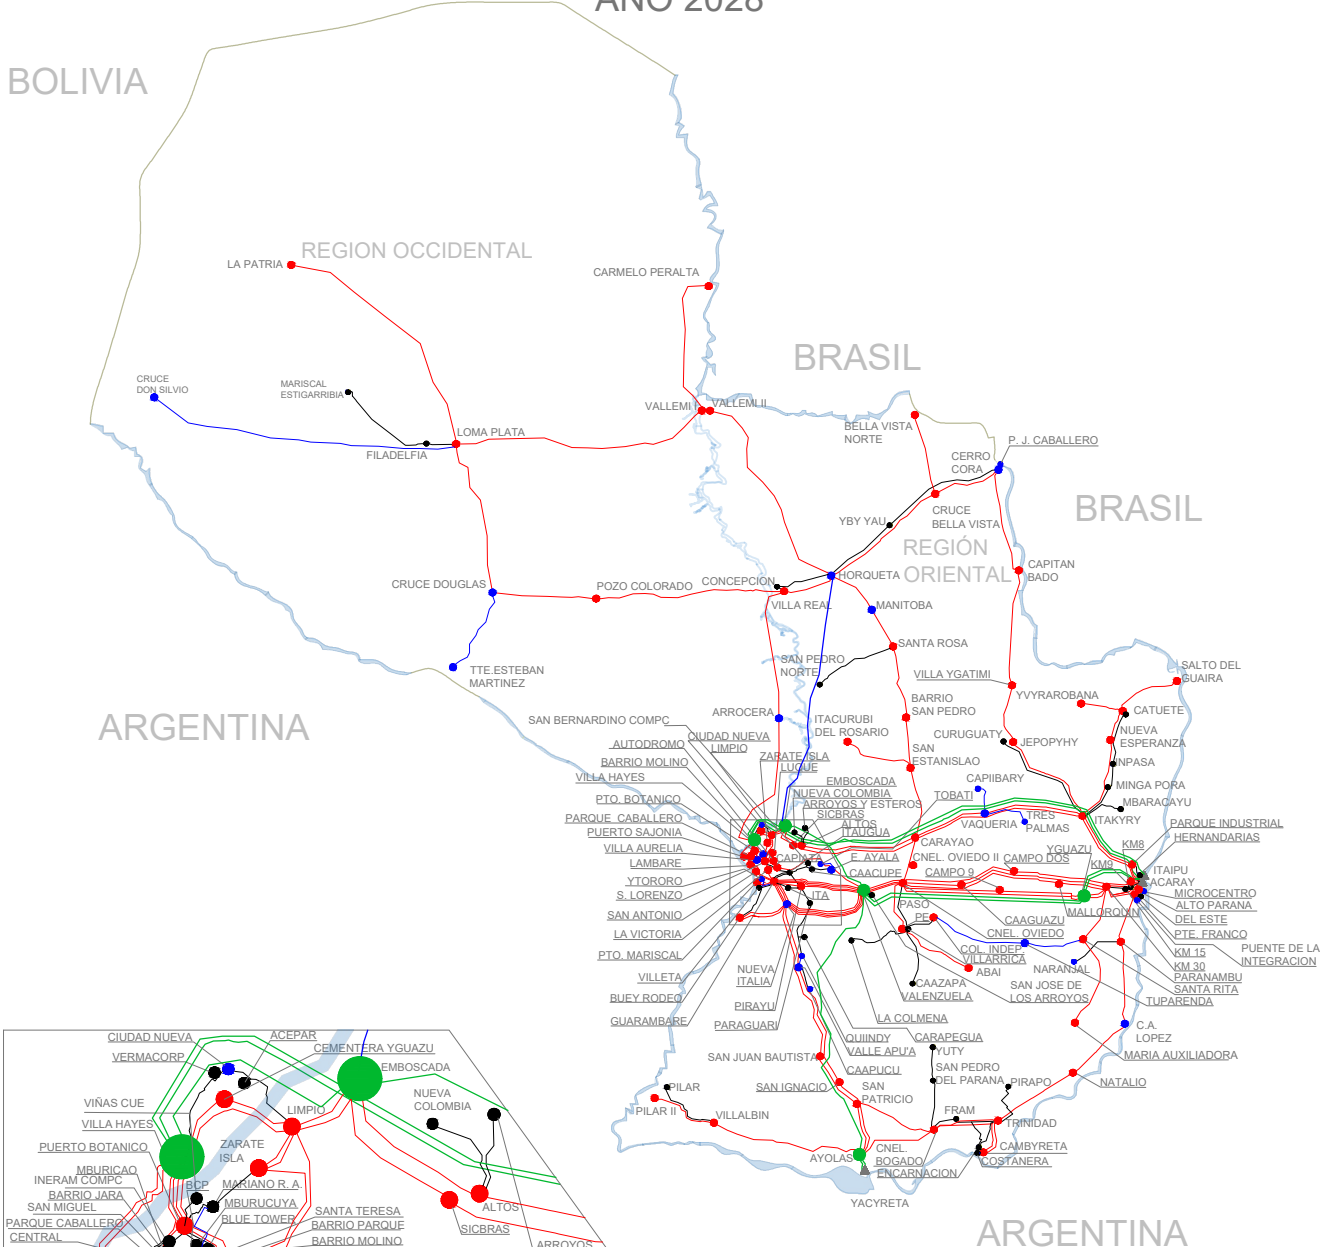 AÑO 2028
BOLIVIA
REGION OCCIDENTAL
LA PATRIA
CARMELO PERALTA
BRASIL
CRUCE
DON SILVIO
MARISCAL
ESTIGARRIBIA
VALLEMI I
VALLEMI II
LOMA PLATA
FILADELFIA
BELLA VISTA
NORTE
P. J. CABALLERO
CERRO
CORA
BRASIL
CRUCE
BELLA VISTA
YBY YAU
REGIÓN
ORIENTAL
CAPITAN
BADO
CRUCE DOUGLAS
POZO COLORADO
CONCEPCION
HORQUETA
VILLA REAL
MANITOBA
SANTA ROSA
TTE.ESTEBAN
MARTINEZ
SAN PEDRO
NORTE
VILLA YGATIMI
YVYRAROBANA
SALTO DEL
GUAIRA
CATUETE
ARGENTINA
ARROCERA
ITACURUBI
DEL ROSARIO
BARRIO
SAN PEDRO
CURUGUATY
JEPOPYHY
NUEVA
ESPERANZA
SAN
ESTANISLAO
INPASA
CAPIIBARY
MINGA PORA
MBARACAYU
SAN BERNARDINO COMPC
CIUDAD NUEVA
AUTODROMO
LIMPIO
BARRIO MOLINO
ZARATE ISLA
LUQUE
VILLA HAYES
EMBOSCADA
NUEVA COLOMBIA
TOBATI
PTO. BOTANICO
ARROYOS Y ESTEROS
SICBRAS
PARQUE CABALLERO
ALTOS
PUERTO SAJONIA
ITAUGUA
VAQUERIA
TRES
PALMAS
ITAKYRY
PARQUE INDUSTRIAL
HERNANDARIAS
VILLA AURELIA
CARAYAO
YGUAZU
KM8
LAMBARE
CAPIATA
E. AYALA
CNEL. OVIEDO II
CAMPO DOS
KM9
ITAIPU
CAACUPE
CAMPO 9
ACARAY
YTORORO
MICROCENTRO
S. LORENZO
ITA
ALTO PARANA
SAN ANTONIO
PASO
PE
CAAGUAZU
MALLORQUIN
DEL ESTE
LA VICTORIA
CNEL. OVIEDO
PTE. FRANCO
PTO. MARISCAL
COL. INDEP.
VILLARRICA
KM 15
PUENTE DE LA
INTEGRACION
VILLETA
NUEVA
ITALIA
ABAI
NARANJAL
KM 30
PARANAMBU
BUEY RODEO
CAAZAPA
SAN JOSE DE
LOS ARROYOS
SANTA RITA
PIRAYU
VALENZUELA
TUPARENDA
GUARAMBARE
PARAGUARI
LA COLMENA
C.A.
LOPEZ
QUIINDY
CARAPEGUA
VALLE APU'A
YUTY
MARIA AUXILIADORA
SAN JUAN BAUTISTA
CAAPUCU
SAN PEDRO
DEL PARANA
PIRAPO
NATALIO
SAN IGNACIO
SAN
PATRICIO
PILAR
PILAR II
VILLALBIN
FRAM
TRINIDAD
AYOLAS
CNEL.
BOGADO
CAMBYRETA
COSTANERA
ENCARNACION
YACYRETA
ARGENTINA
CIUDAD NUEVA
ACEPAR
VERMACORP
CEMENTERA YGUAZU
EMBOSCADA
VIÑAS CUE
NUEVA
COLOMBIA
VILLA HAYES
LIMPIO
PUERTO BOTANICO
ZARATE
ISLA
MBURICAO
INERAM COMPC
BCP
MARIANO R. A.
BARRIO JARA
SAN MIGUEL
MBURUCUYA
SANTA TERESA
ALTOS
PARQUE CABALLERO
BLUE TOWER
BARRIO PARQUE
SICBRAS
CENTRAL
BARRIO MOLINO
ARROYOS